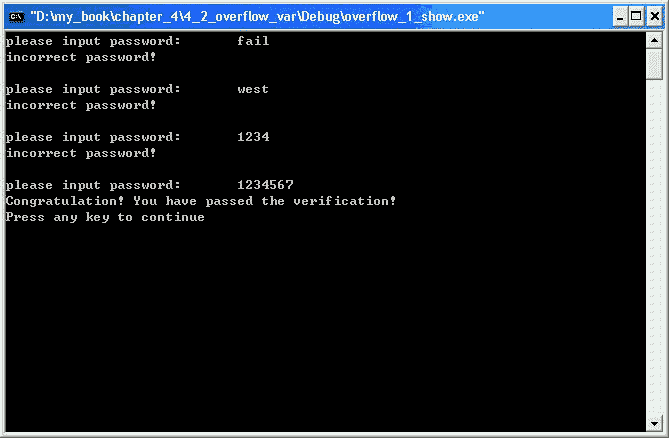 "D:\my_book\chapter_4\4_2_overflow_var\Debug\overflow_1_show.exe"
please input password:       fail
incorrect password!
please input password:       west
incorrect password!
please input password:       1234
incorrect password!
please input password:       1234567
Congratulation! You have passed the verification!
Press any key to continue